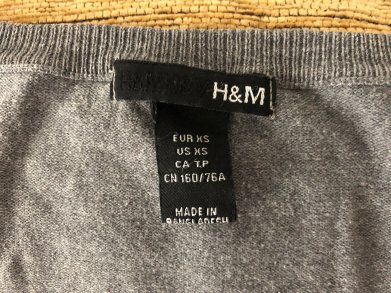 H&M
EUR XS
US XS
CA T.P
CN 160/76A
MADE IN
BANGLADESH